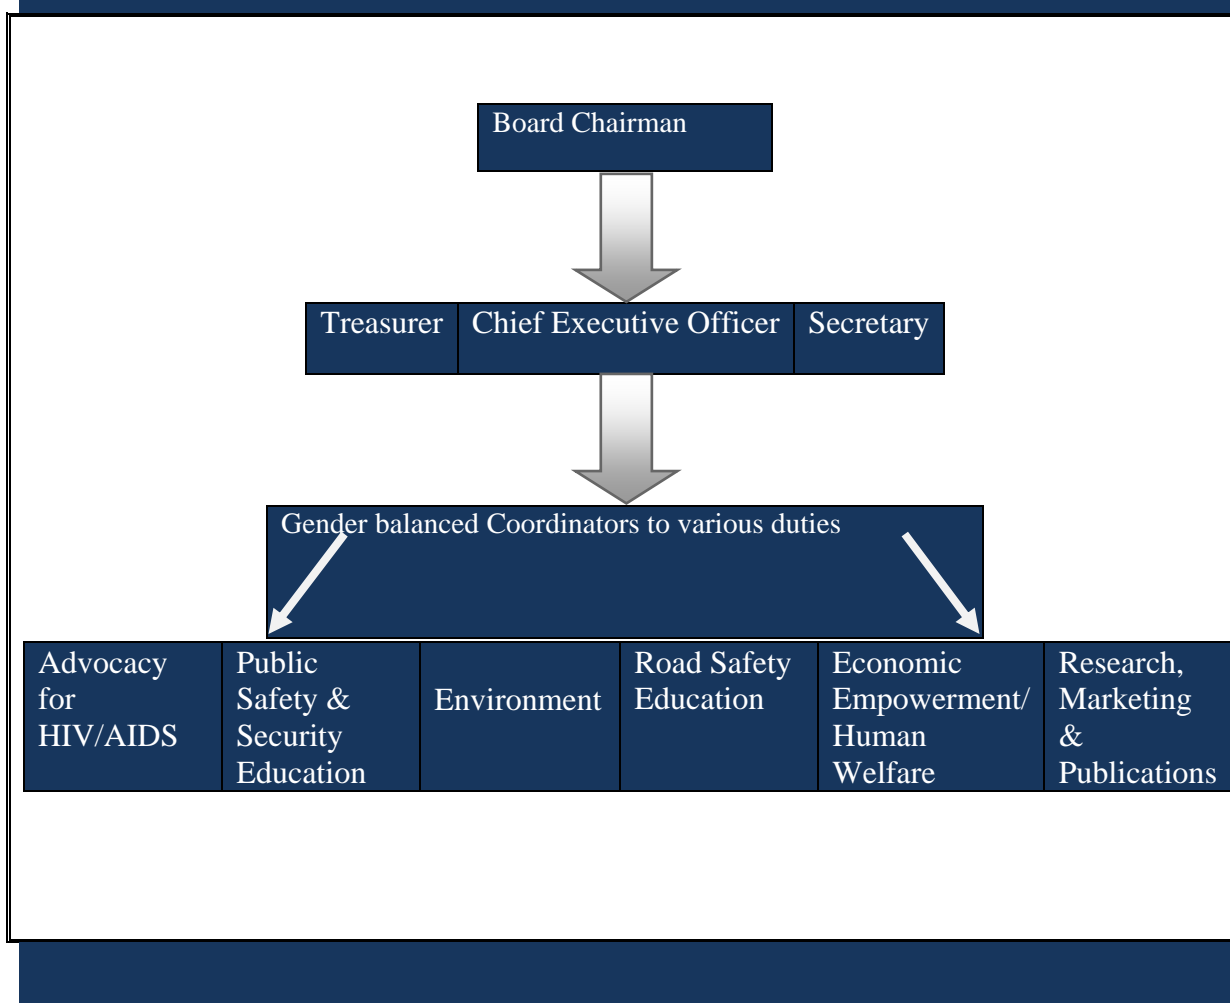 Board Chairman
Treasurer
Chief Executive Officer
Secretary
Gender balanced Coordinators to various duties
Advocacy
for
HIV/AIDS
Public
Safety &
Security
Education
Environment
Road Safety
Education
Economic
Empowerment/
Human
Welfare
Research,
Marketing
&
Publications